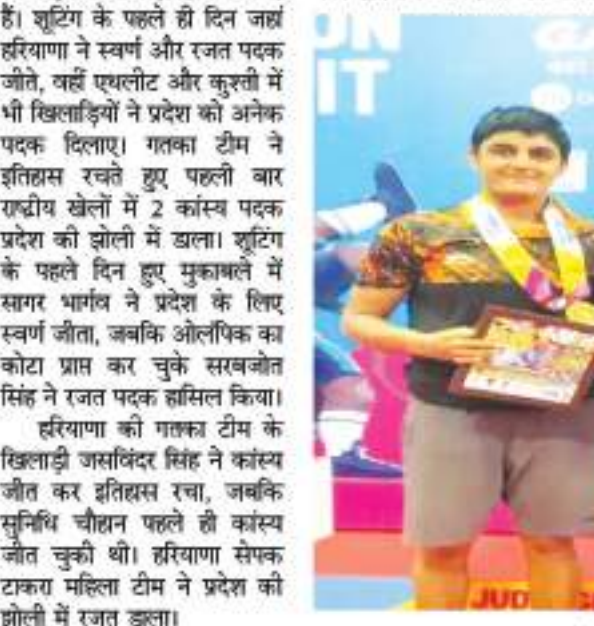 हैं। शूटिंग के पहले ही दिन जहां
हरियाणा ने स्वर्ण और रजत पदक
जीते, वहीं एथलीट और कुश्ती में
भी खिलाड़ियों ने प्रदेश को अनेक
पदक दिलाए। गतका टीम ने
इतिहास रचते हुए पहली बार
राष्ट्रीय खेलों में 2 कांस्य पदक
प्रदेश की झोली में डाला। शूटिंग
के पहले दिन हुए मुकाबले में
सागर भार्गव ने प्रदेश के लिए
स्वर्ण जीता, जबकि ओलंपिक का
कोटा प्राप्त कर चुके सरबजोत
सिंह ने रजत पदक हासिल किया।
हरियाणा की गतका टीम के
खिलाड़ी जसविंदर सिंह ने कांस्य
जीत कर इतिहास रचा, जबकि
सुनिधि चौहान पहले ही कांस्य
जीत चुकी थी। हरियाणा सेपक
टाकरा महिला टीम ने प्रदेश की
झोली में रजत डाला।
IT
JUD